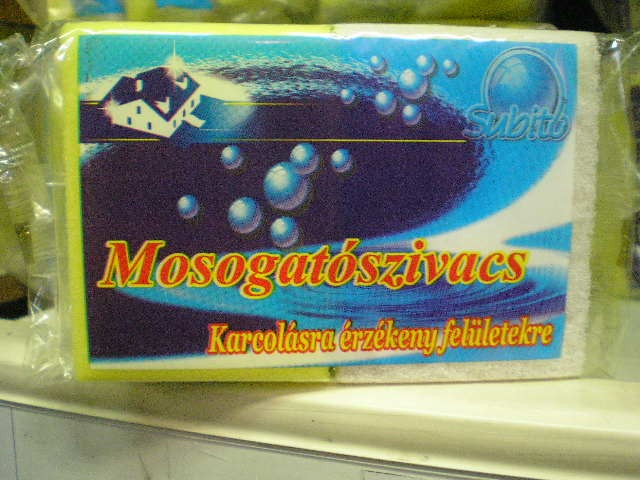 Subito
Mosogatószivacs
Karcolásra érzékeny felületekre